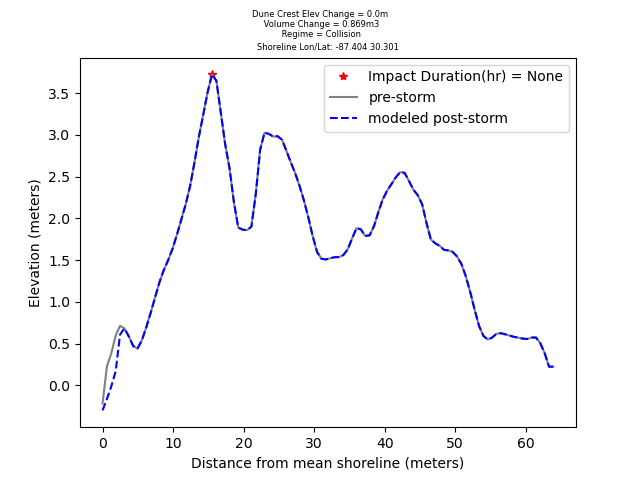 Dune Crest Elev Change = 0.0m
Volume Change = 0.869m3
Regime = Collision
Shoreline Lon/Lat: -87.404 30.301
Impact Duration(hr) = None
pre-storm
modeled post-storm
Elevation (meters)
3.5
3.0
2.5
2.0
1.5
1.0
0.5
0.0
0 10 20 30 40 50 60
Distance from mean shoreline (meters)